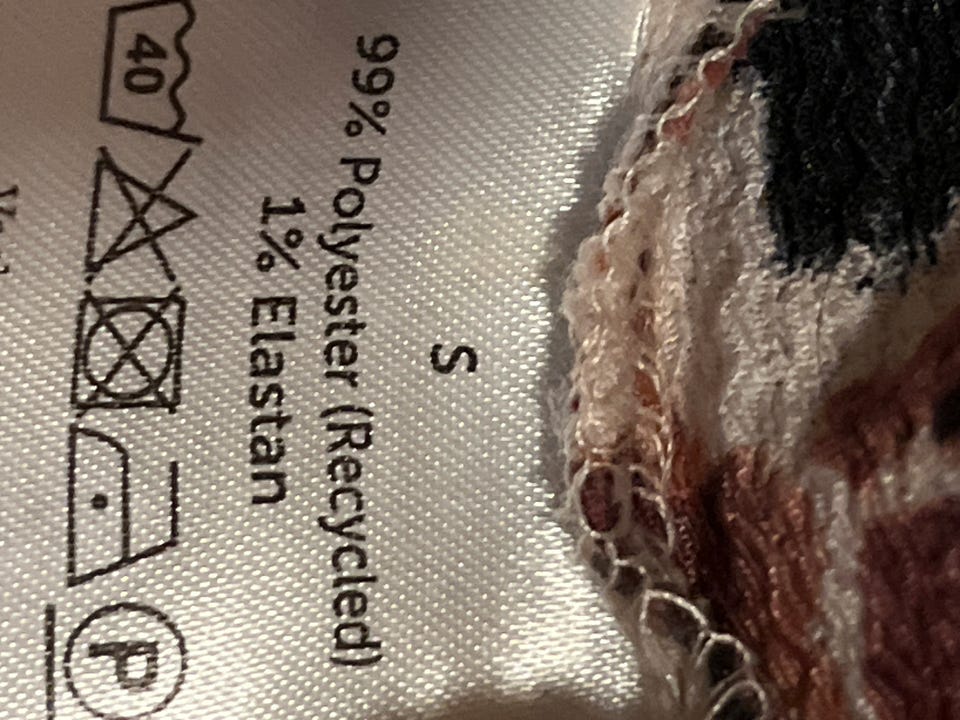 S
99% Polyester (Recycled)
1% Elastan
40
P